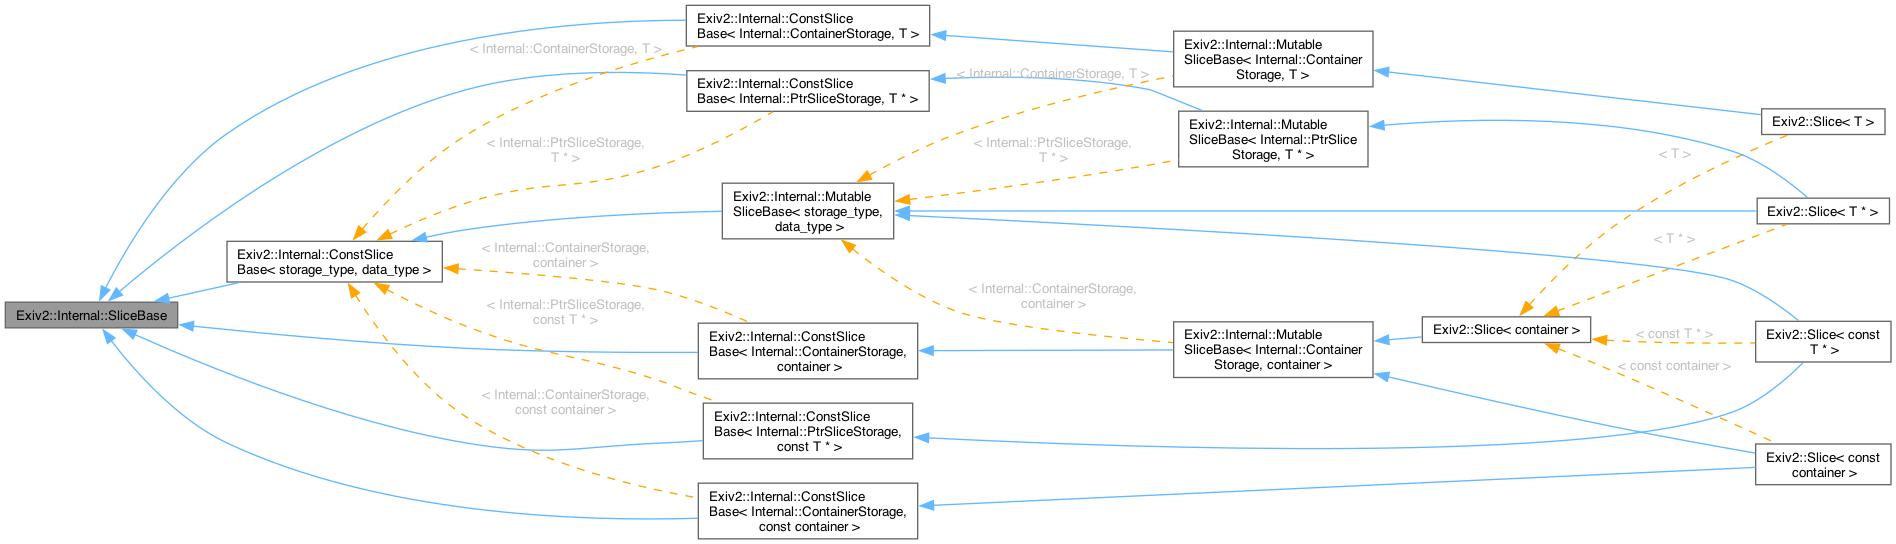 Exiv2::Internal::SliceBase
Exiv2::Internal::ConstSlice
Base< storage_type, data_type >
Exiv2::Internal::ConstSlice
Base< Internal::ContainerStorage, T >
Exiv2::Internal::ConstSlice
Base< Internal::PtrSliceStorage, T * >
Exiv2::Internal::Mutable
SliceBase< storage_type,
data_type >
Exiv2::Internal::ConstSlice
Base< Internal::ContainerStorage,
container >
Exiv2::Internal::ConstSlice
Base< Internal::PtrSliceStorage,
const T * >
Exiv2::Internal::ConstSlice
Base< Internal::ContainerStorage,
const container >
< Internal::ContainerStorage, T >
< Internal::PtrSliceStorage,
T * >
< Internal::ContainerStorage,
container >
< Internal::PtrSliceStorage,
const T * >
< Internal::ContainerStorage,
const container >
Exiv2::Internal::Mutable
SliceBase< Internal::Container
Storage, T >
Exiv2::Internal::Mutable
SliceBase< Internal::PtrSlice
Storage, T * >
Exiv2::Internal::Mutable
SliceBase< Internal::Container
Storage, container >
< Internal::ContainerStorage, T >
< Internal::PtrSliceStorage,
T * >
< Internal::ContainerStorage,
container >
Exiv2::Slice< container >
Exiv2::Slice< T >
Exiv2::Slice< T * >
Exiv2::Slice< const
T * >
Exiv2::Slice< const
container >
< T >
< T * >
< const T * >
< const container >